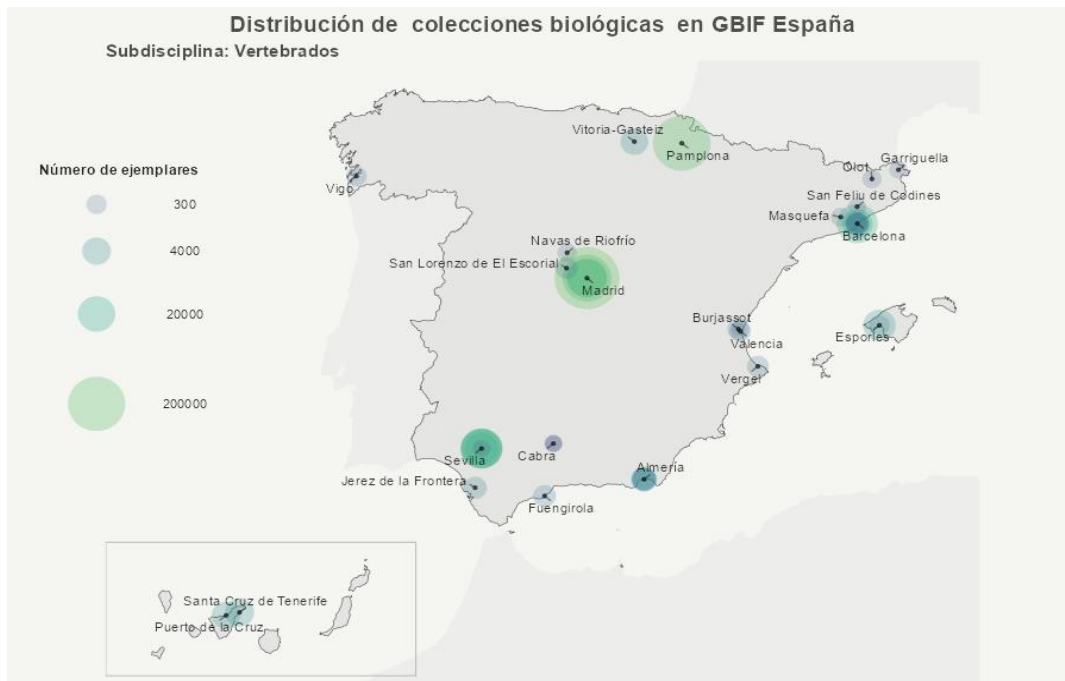 Distribución de colecciones biológicas en GBIF España
Subdisciplina: Vertebrados
Vitoria-Gasteiz
Pamplona
Garriguella
Olot
Número de ejemplares
Vigo
San Feliu de Codines
300
Masquefa
Barcelona
Navas de Riofrío
4000
San Lorenzo de El Escorial
Madrid
20000
Burjassot
Esporles
Valencia
Vergel
200000
Cabra
Sevilla
Almería
Jerez de la Frontera
Fuengirola
Santa Cruz de Tenerife
Puerto de la Cruz